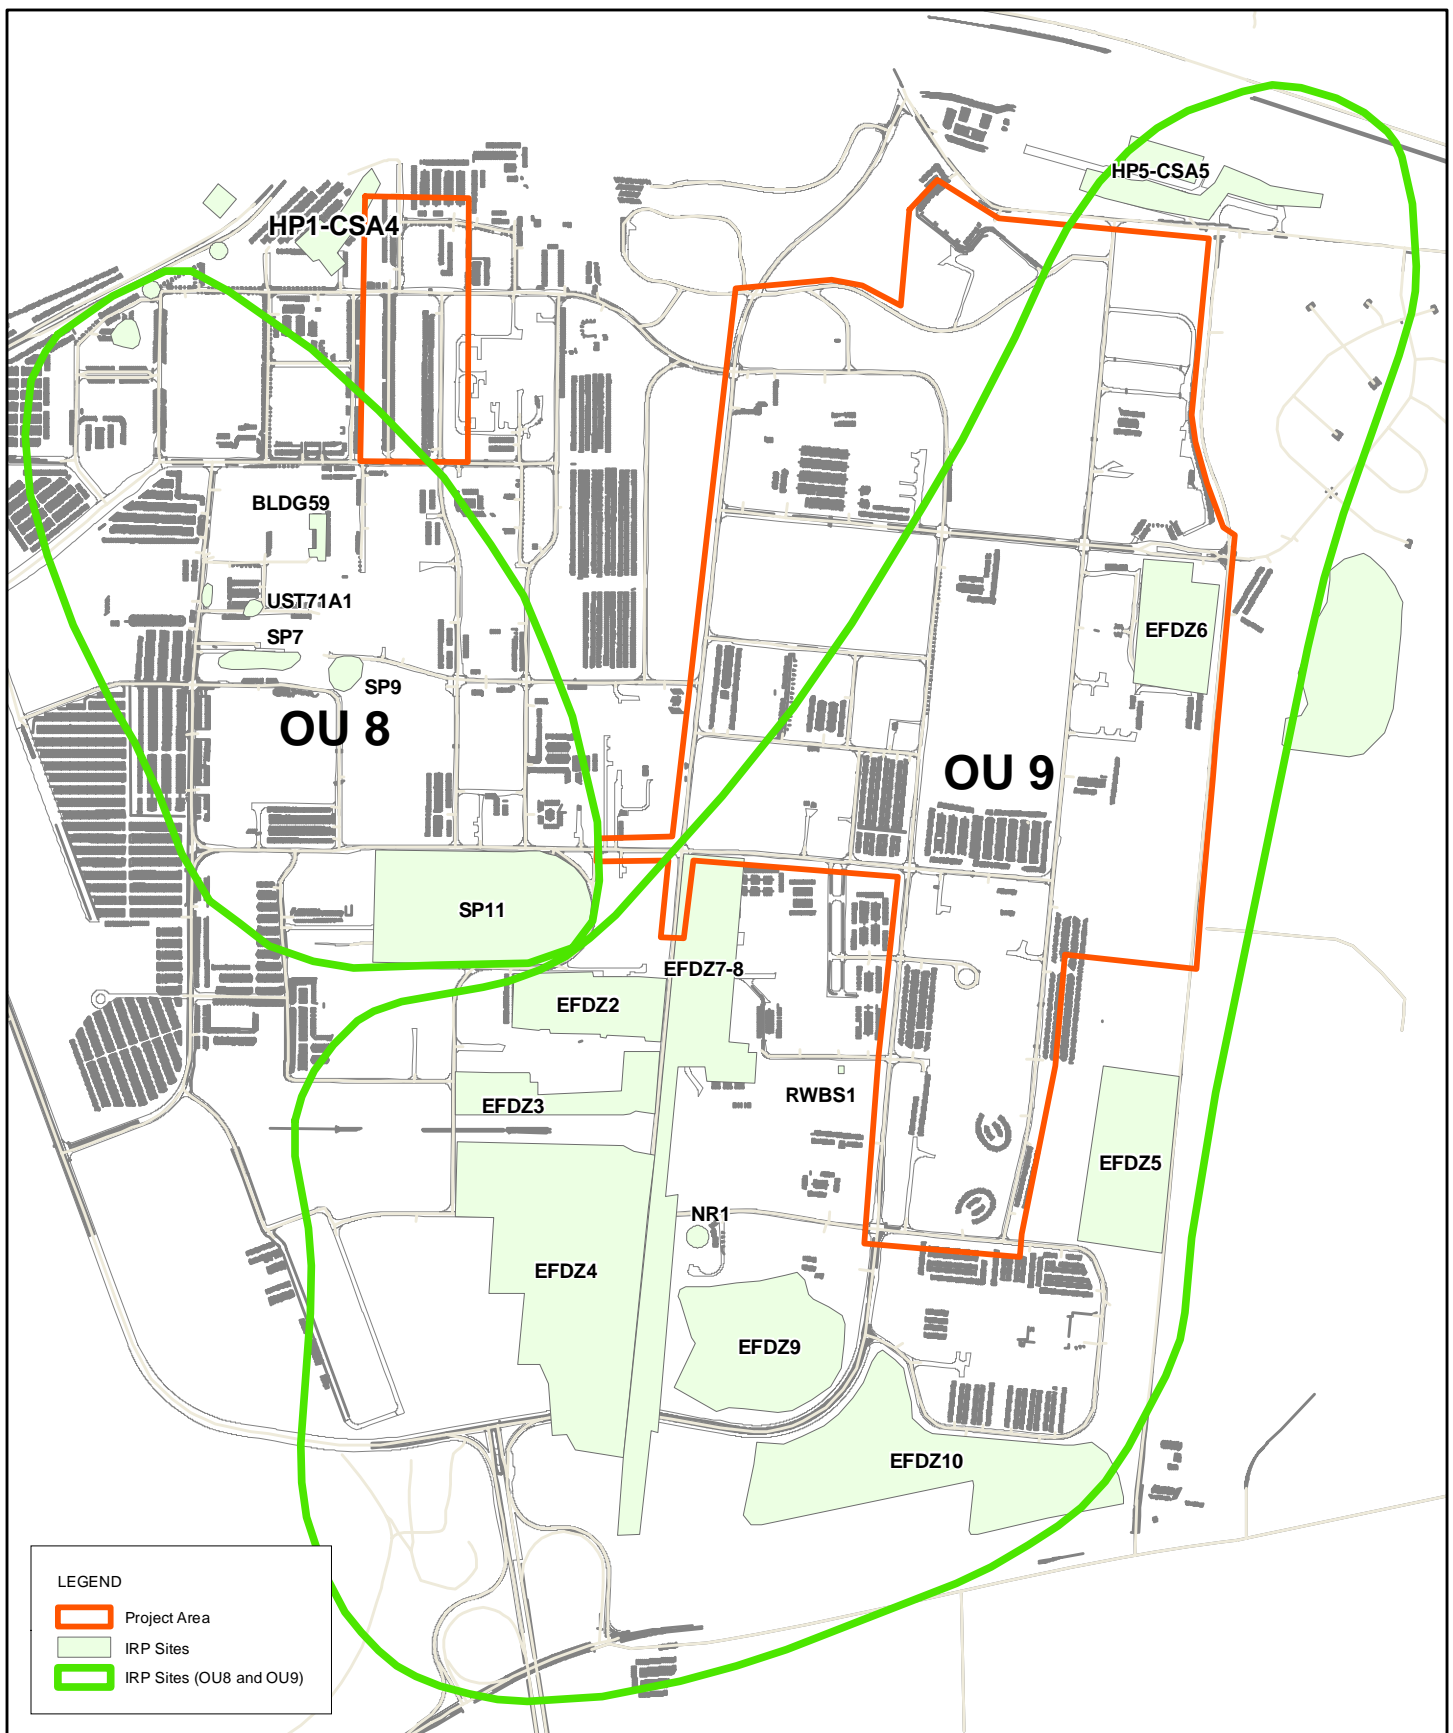 HP5-CSA5
HP1-CSA4
BLDG59
UST71A1
EFDZ6
SP7
SP9
OU 8
OU 9
SP11
EFDZ7-8
EFDZ2
RWBS1
EFDZ3
EFDZ5
NR1
EFDZ4
EFDZ9
EFDZ10
LEGEND
Project Area
IRP Sites
IRP Sites (OU8 and OU9)